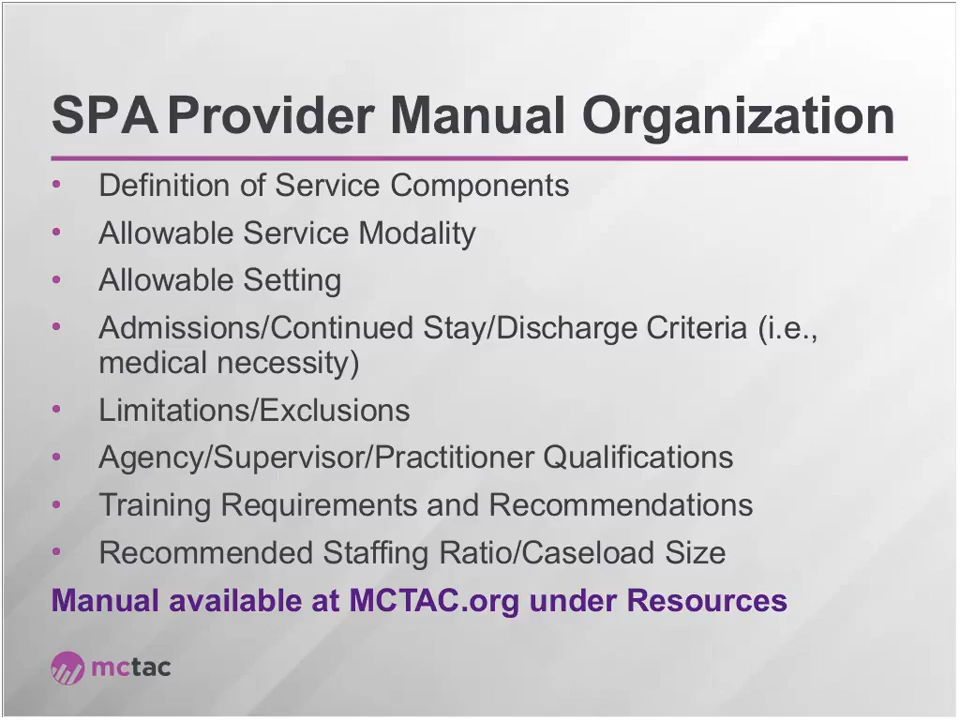 SPA Provider Manual Organization
• Definition of Service Components
• Allowable Service Modality
• Allowable Setting
• Admissions/Continued Stay/Discharge Criteria (i.e.,
medical necessity)
• Limitations/Exclusions
• Agency/Supervisor/Practitioner Qualifications
• Training Requirements and Recommendations
• Recommended Staffing Ratio/Caseload Size
Manual available at MCTAC.org under Resources
mctac